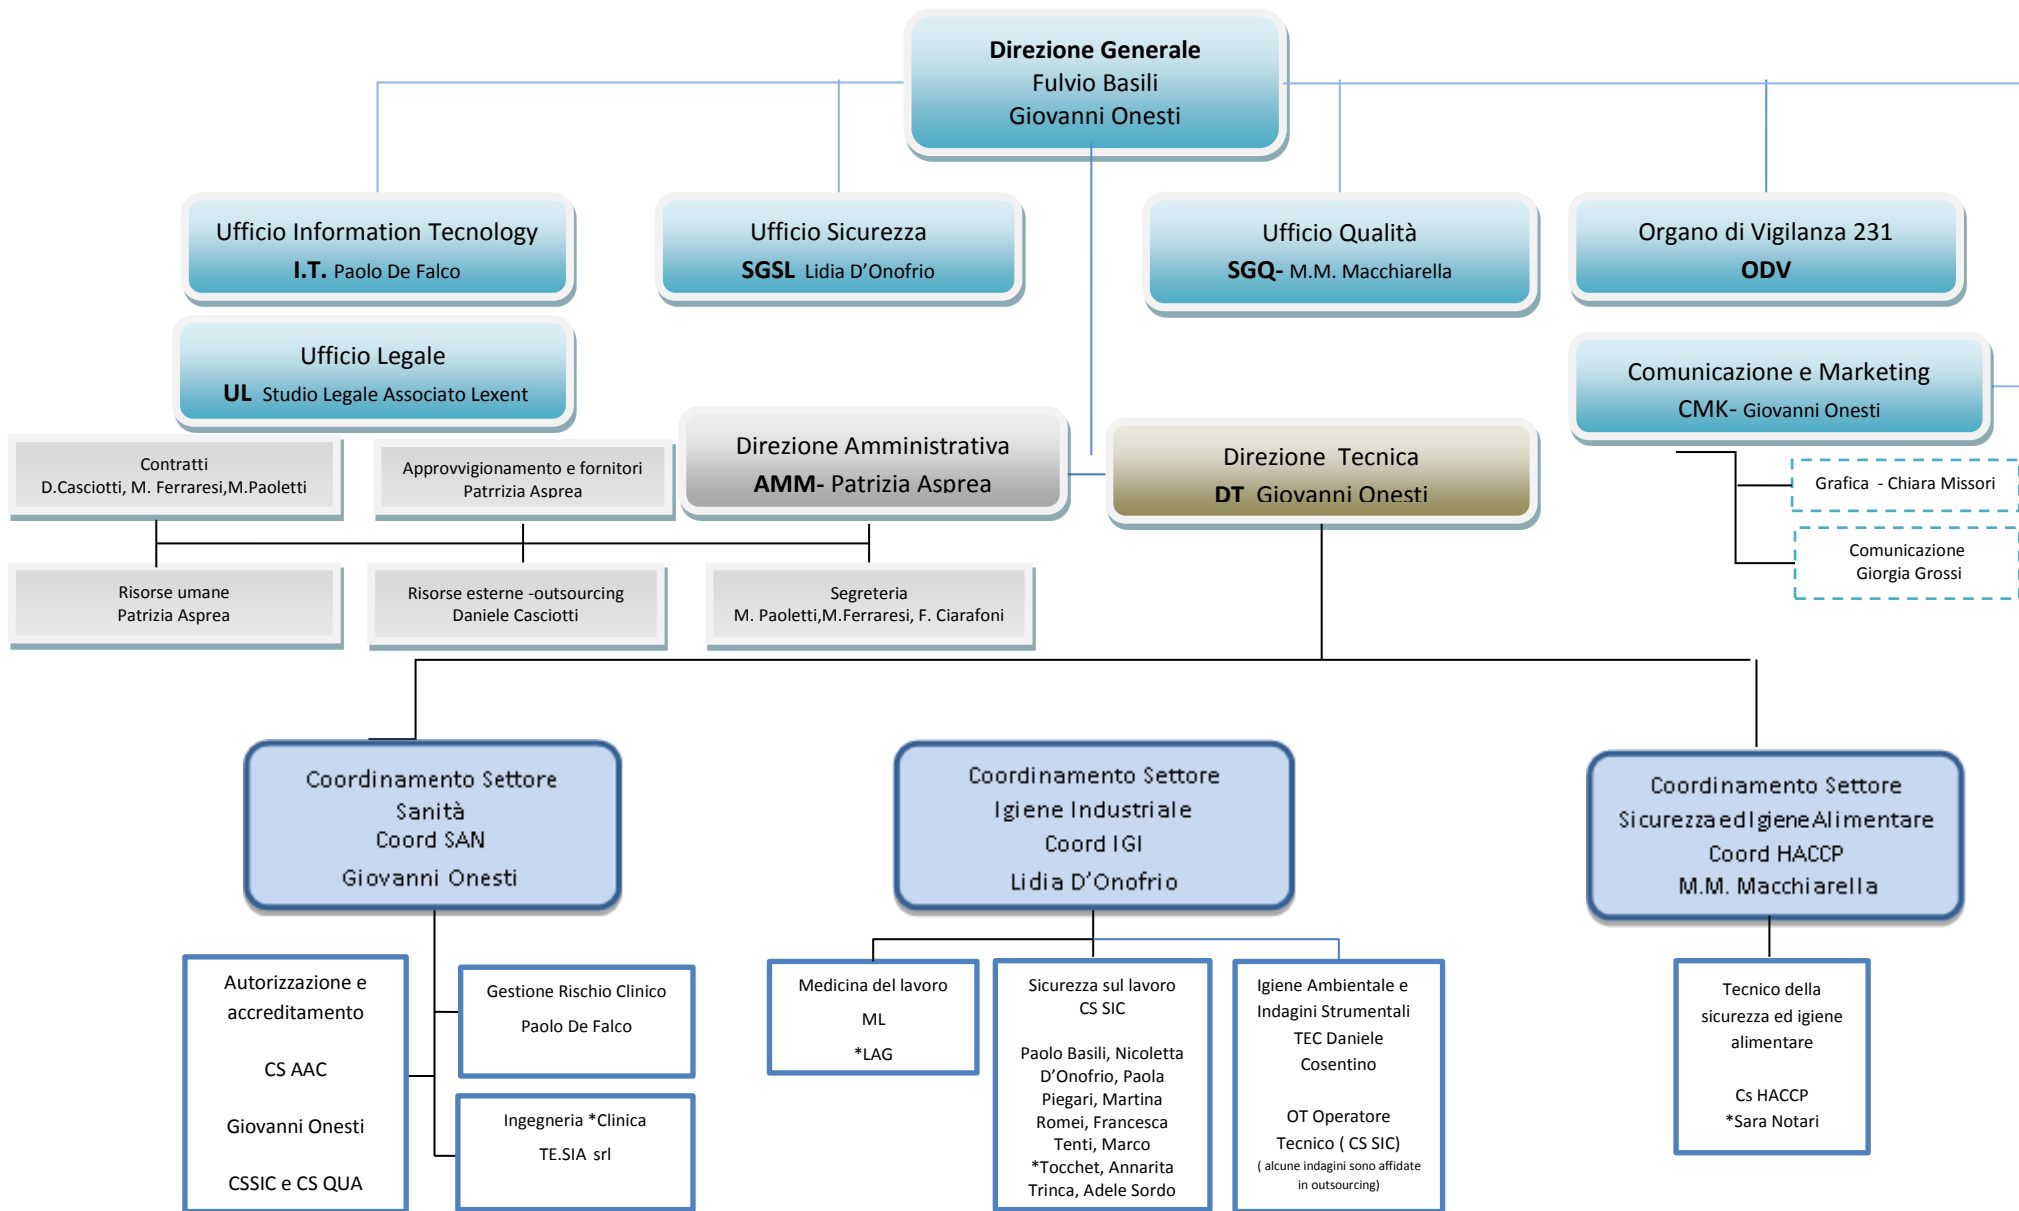 Direzione Generale
Fulvio Basili
Giovanni Onesti
Ufficio Information Tecnology
I.T. Paolo De Falco
Ufficio Sicurezza
SGSL Lidia D'Onofrio
Ufficio Qualità
SGQ- M.M. Macchiarella
Organo di Vigilanza 231
ODV
Ufficio Legale
UL Studio Legale Associato Lexent
Comunicazione e Marketing
CMK- Giovanni Onesti
Contratti
D.Casciotti, M. Ferraresi,M.Paoletti
Approvvigionamento e fornitori
Patrrizia Asprea
Direzione Amministrativa
AMM- Patrizia Asprea
Direzione Tecnica
DT Giovanni Onesti
Grafica - Chiara Missori
Comunicazione
Giorgia Grossi
Risorse umane
Patrizia Asprea
Risorse esterne -outsourcing
Daniele Casciotti
Segreteria
M. Paoletti,M.Ferraresi, F. Ciarafoni
Coordinamento Settore
Sanità
Coord SAN
Giovanni Onesti
Coordinamento Settore
Igiene Industriale
Coord IGI
Lidia D'Onofrio
Coordinamento Settore
Sicurezza ed Igiene Alimentare
Coord HACCP
M.M. Macchiarella
Autorizzazione e
accreditamento
CS AAC
Giovanni Onesti
CSSIC e CS QUA
Gestione Rischio Clinico
Paolo De Falco
Ingegneria *Clinica
TE.SIA srl
Medicina del lavoro
ML
*LAG
Sicurezza sul lavoro
CS SIC
Paolo Basili, Nicoletta
D'Onofrio, Paola
Piegari, Martina
Romei, Francesca
Tenti, Marco
*Tocchet, Annarita
Trinca, Adele Sordo
Igiene Ambientale e
Indagini Strumentali
TEC Daniele
Cosentino
OT Operatore
Tecnico ( CS SIC)
( alcune indagini sono affidate
in outsourcing)
Tecnico della
sicurezza ed igiene
alimentare
Cs HACCP
*Sara Notari